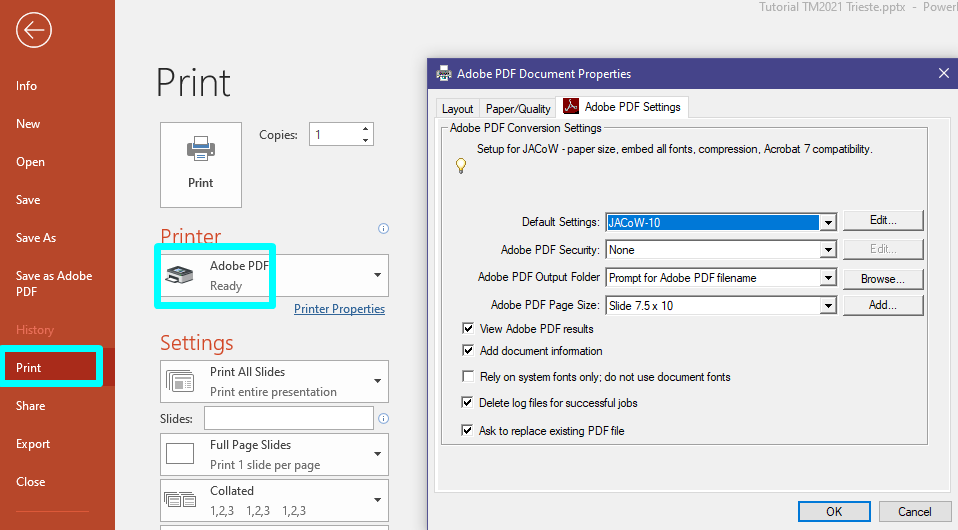 Tutorial TM2021 Trieste.pptx - Power
Info
New
Open
Save
Save As
Save as Adobe
PDF
History
Print
Share
Export
Close
Print
Print
Copies: 1
Printer
Adobe PDF
Ready
Printer Properties
Settings
Print All Slides
Print entire presentation
Slides:
Full Page Slides
Print 1 slide per page
Collated
1,2,3 1,2,3 1,2,3
Adobe PDF Document Properties
Layout Paper/Quality Adobe PDF Settings
Adobe PDF Conversion Settings
Setup for JACoW - paper size, embed all fonts, compression, Acrobat 7 compatibility.
Default Settings: JACoW-10 Edit...
Adobe PDF Security: None Edit...
Adobe PDF Output Folder Prompt for Adobe PDF filename Browse...
Adobe PDF Page Size: Slide 7.5 x 10 Add...
View Adobe PDF results
Add document information
Rely on system fonts only; do not use document fonts
Delete log files for successful jobs
Ask to replace existing PDF file
OK Cancel